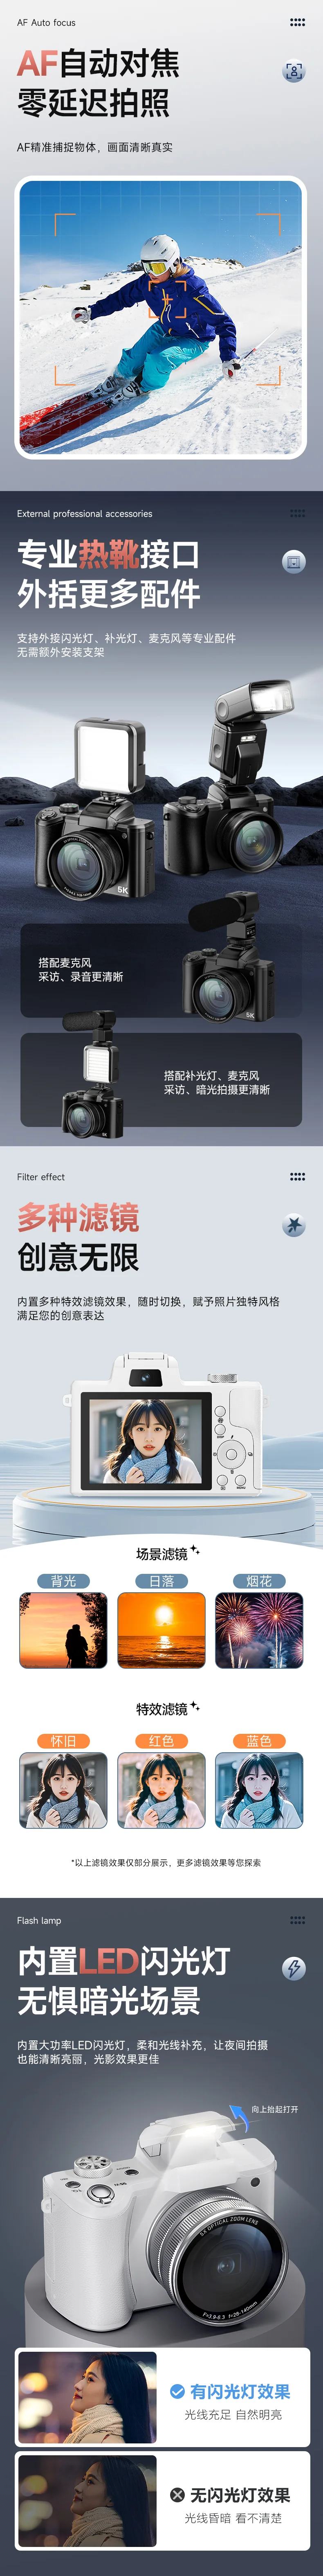 AF Auto focus
AF自动对焦
零延迟拍照
AF精准捕捉物体，画面清晰真实
External professional accessories
专业热靴接口
外括更多配件
支持外接闪光灯、补光灯、麦克风等专业配件
无需额外安装支架
5K
搭配麦克风
采访、录音更清晰
5K
搭配补光灯、麦克风
采访、暗光拍摄更清晰
Filter effect
多种滤镜
创意无限
内置多种特效滤镜效果，随时切换，赋予照片独特风格
满足您的创意表达
场景滤镜
背光
日落
烟花
特效滤镜
怀旧
红色
蓝色
*以上滤镜效果仅部分展示，更多滤镜效果等您探索
Flash lamp
内置LED闪光灯
无惧暗光场景
内置大功率LED闪光灯，柔和光线补充，让夜间拍摄
也能清晰亮丽，光影效果更佳
向上抬起打开
5X OPTICAL ZOOM LENS
F=3.9-6.3 f=28-140mm
有闪光灯效果
光线充足 自然明亮
无闪光灯效果
光线昏暗 看不清楚